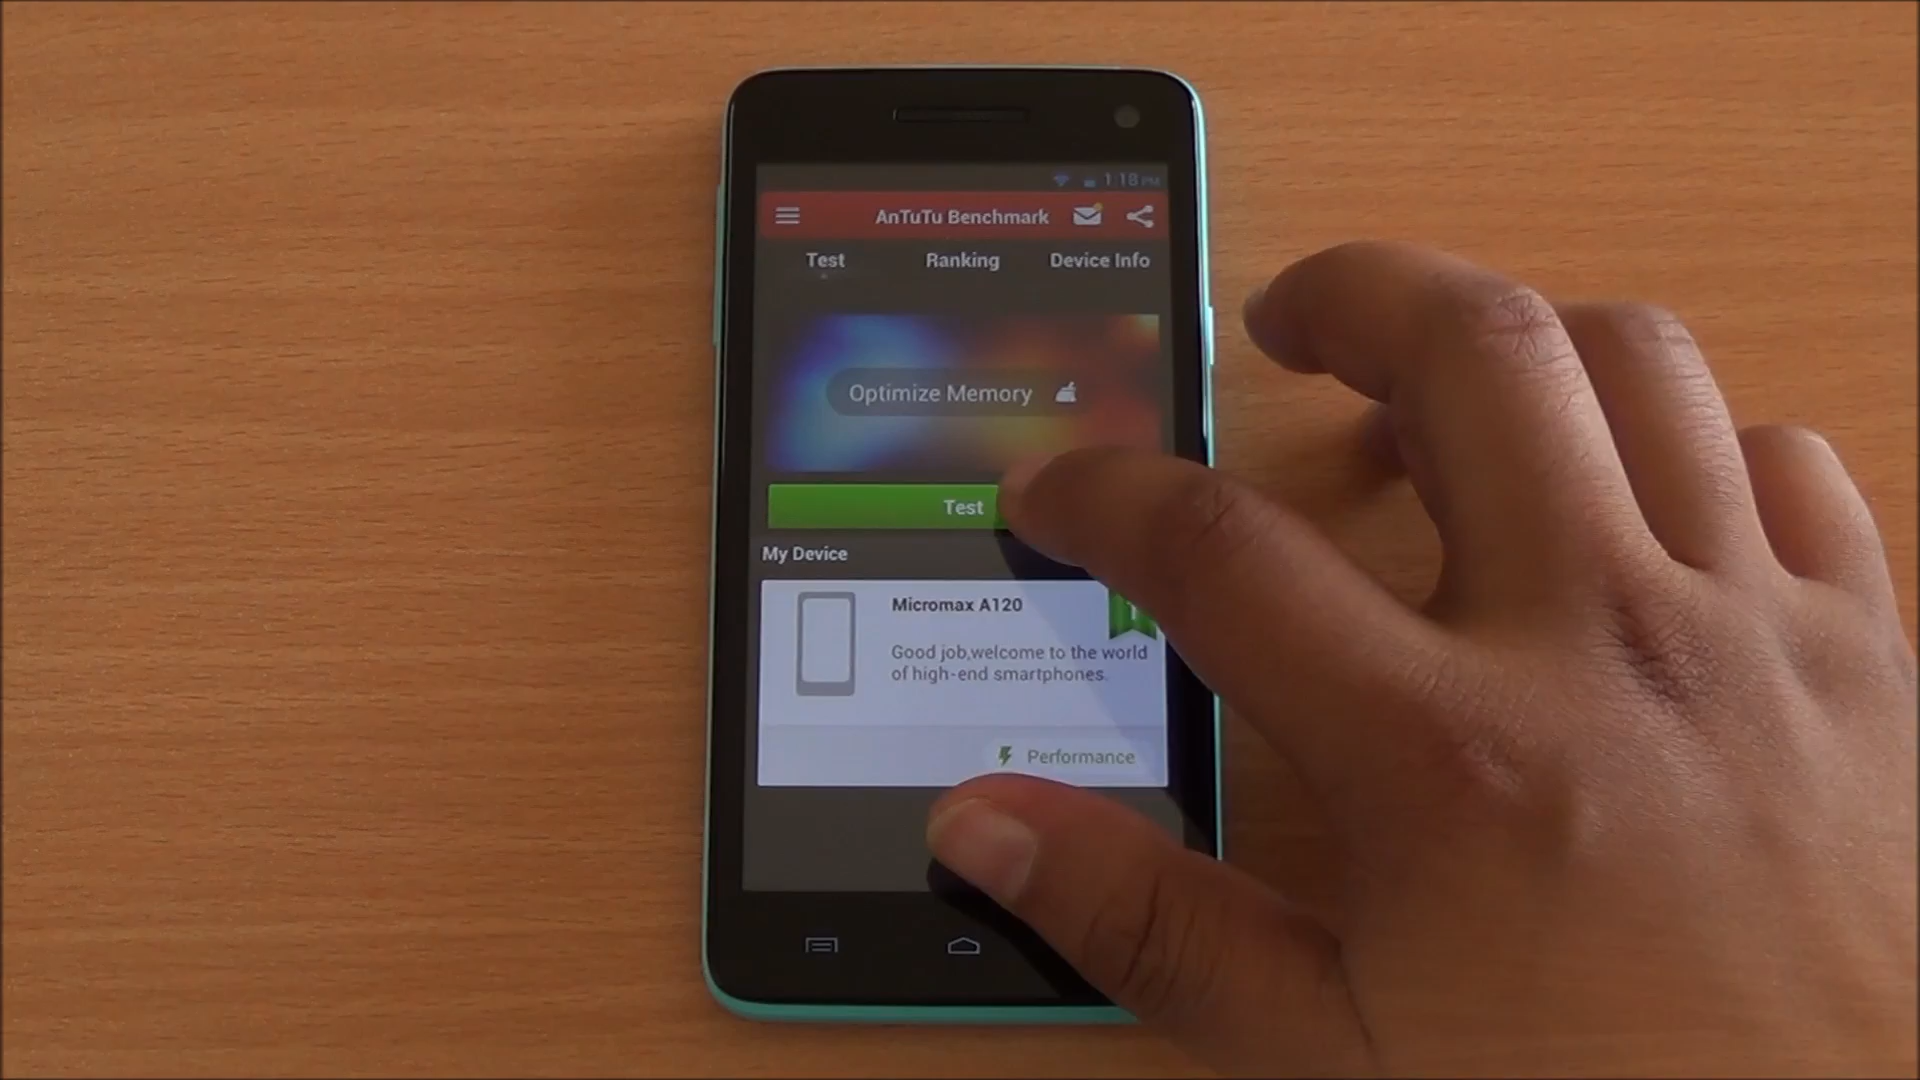 1:18 PM
AnTuTu Benchmark
Test Ranking Device Info
Optimize Memory
Test
My Device
Micromax A120
Good job,welcome to the world
of high-end smartphones.
Performance